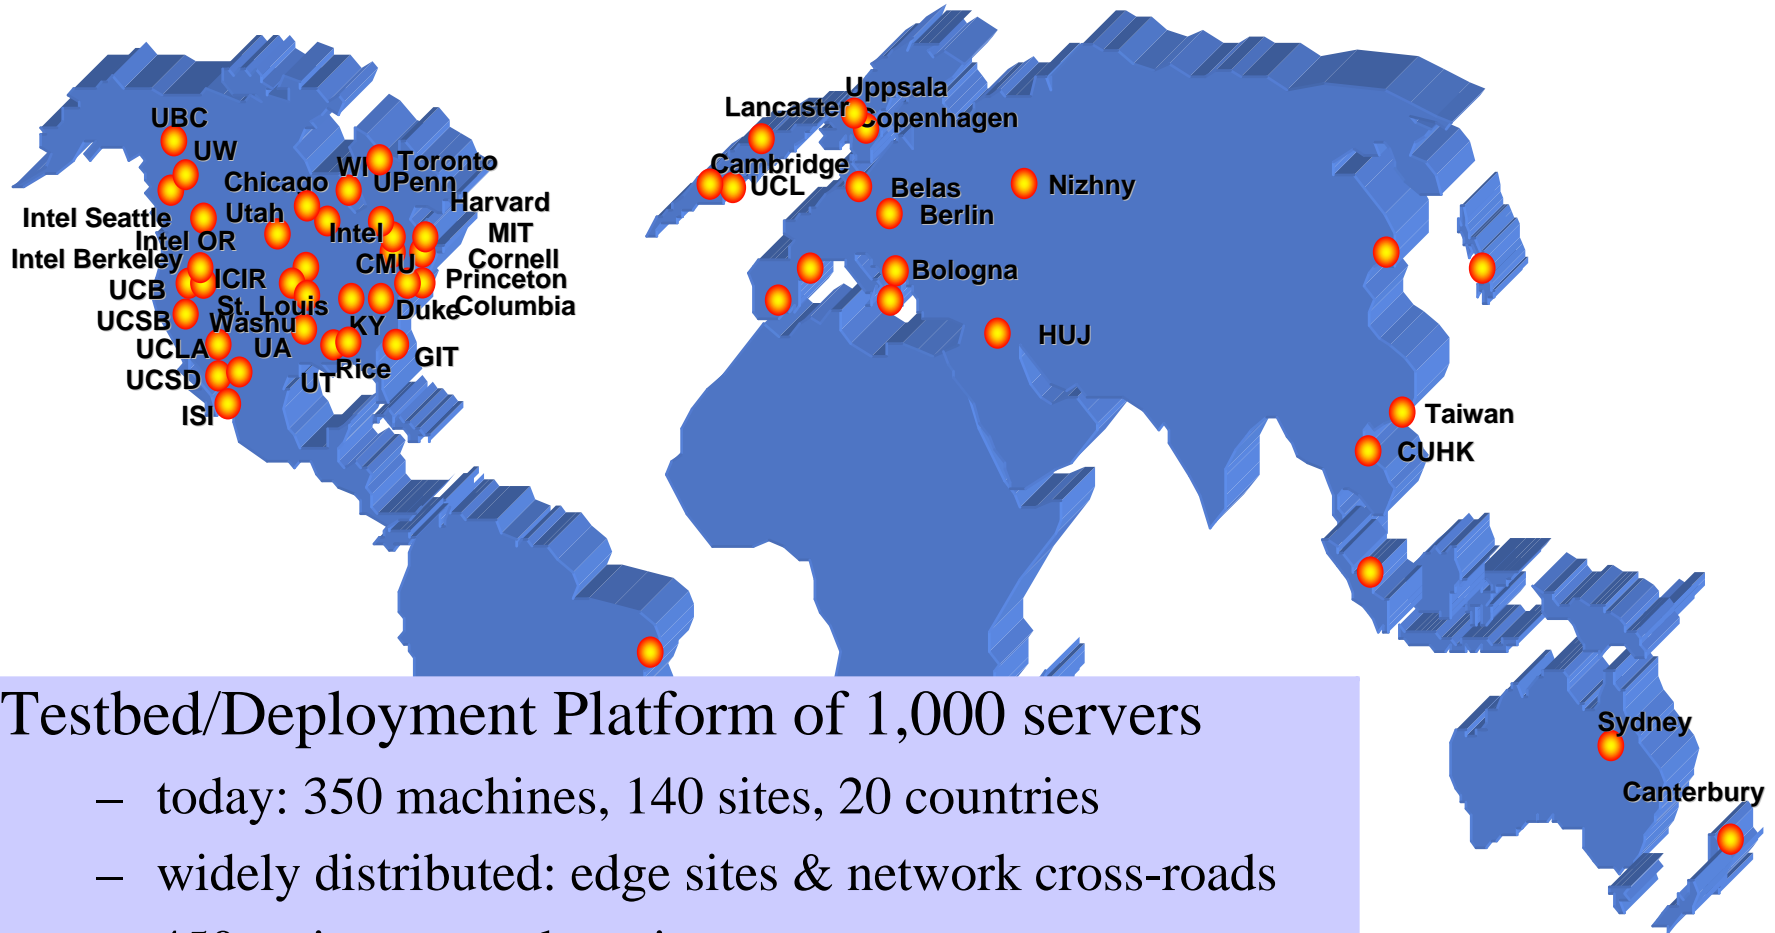 Uppsala
Lancaster
Copenhagen
UBC
UW
WI
Toronto
Cambridge
Chicago
UPenn
UCL
Belas
Nizhny
Harvard
Intel Seattle
Utah
Berlin
Intel
MIT
Intel OR
Intel Berkeley
CMU
Cornell
Bologna
ICIR
Princeton
UCB
St. Louis
Duke
Columbia
UCSB
Washu
KY
HUJ
UCLA
UA
GIT
Rice
UCSD
UT
ISI
Taiwan
CUHK
Sydney
Canterbury
Testbed/Deployment Platform of 1,000 servers
– today: 350 machines, 140 sites, 20 countries
– widely distributed: edge sites & network cross-roads